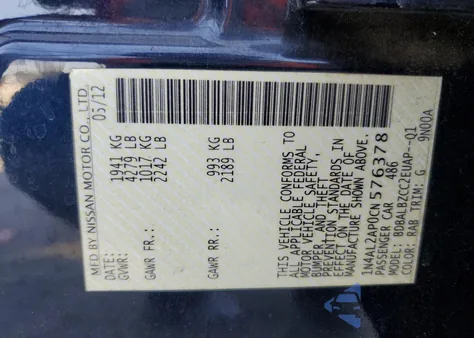 MFD BY NISSAN MOTOR CO., LTD.
05/12
GVWR: 1941 KG
4279 LB
GAWR FR.: 1017 KG
2242 LB
GAWR RR: 993 KG
2189 LB
THIS VEHICLE CONFORMS TO
ALL APPLICABLE FEDERAL
MOTOR VEHICLE SAFETY,
BUMPER, AND THEFT
PREVENTION STANDARDS IN
EFFECT ON THE DATE OF
MANUFACTURE SHOWN ABOVE.
1N4AL2AP0CN576378
PASSENGER CAR 486
MODEL: BDBALBZCC2EUAP--Q1
COLOR: BAB TRIM: G 9N00A